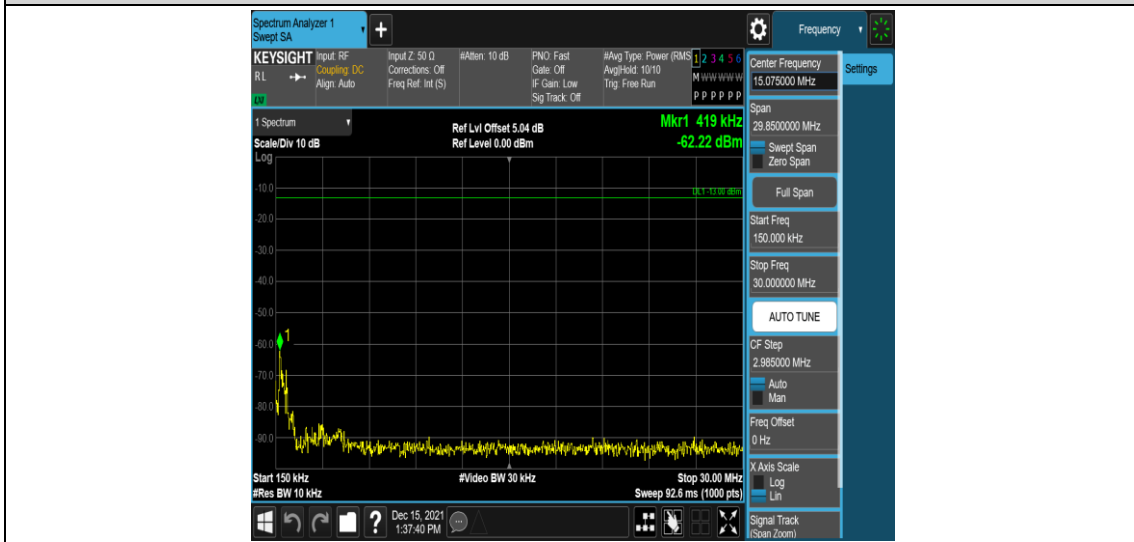 Spectrum Analyzer 1
Swept SA
+
Frequency
KEYSIGHT
RL
LXI
Input: RF
Coupling: DC
Align: Auto
Input Z: 50 Ω
Corrections: Off
Freq Ref: Int (S)
#Atten: 10 dB
PNO: Fast
Gate: Off
IF Gain: Low
Sig Track: Off
#Avg Type: Power (RMS
Avg|Hold: 10/10
Trig: Free Run
1 2 3 4 5 6
M W W W W W
P P P P P P
1 Spectrum
Scale/Div 10 dB
Log
Ref Lvl Offset 5.04 dB
Ref Level 0.00 dBm
Mkr1 419 kHz
-62.22 dBm
DL1 -13.00 dBm
-10.0
-20.0
-30.0
-40.0
-50.0
-60.0
-70.0
-80.0
-90.0
1
Start 150 kHz
#Res BW 10 kHz
#Video BW 30 kHz
Stop 30.00 MHz
Sweep 92.6 ms (1000 pts)
Center Frequency
15.075000 MHz
Settings
Span
29.8500000 MHz
Swept Span
Zero Span
Full Span
Start Freq
150.000 kHz
Stop Freq
30.000000 MHz
AUTO TUNE
CF Step
2.985000 MHz
Auto
Man
Freq Offset
0 Hz
X Axis Scale
Log
Lin
Signal Track
(Span Zoom)
?
Dec 15, 2021
1:37:40 PM